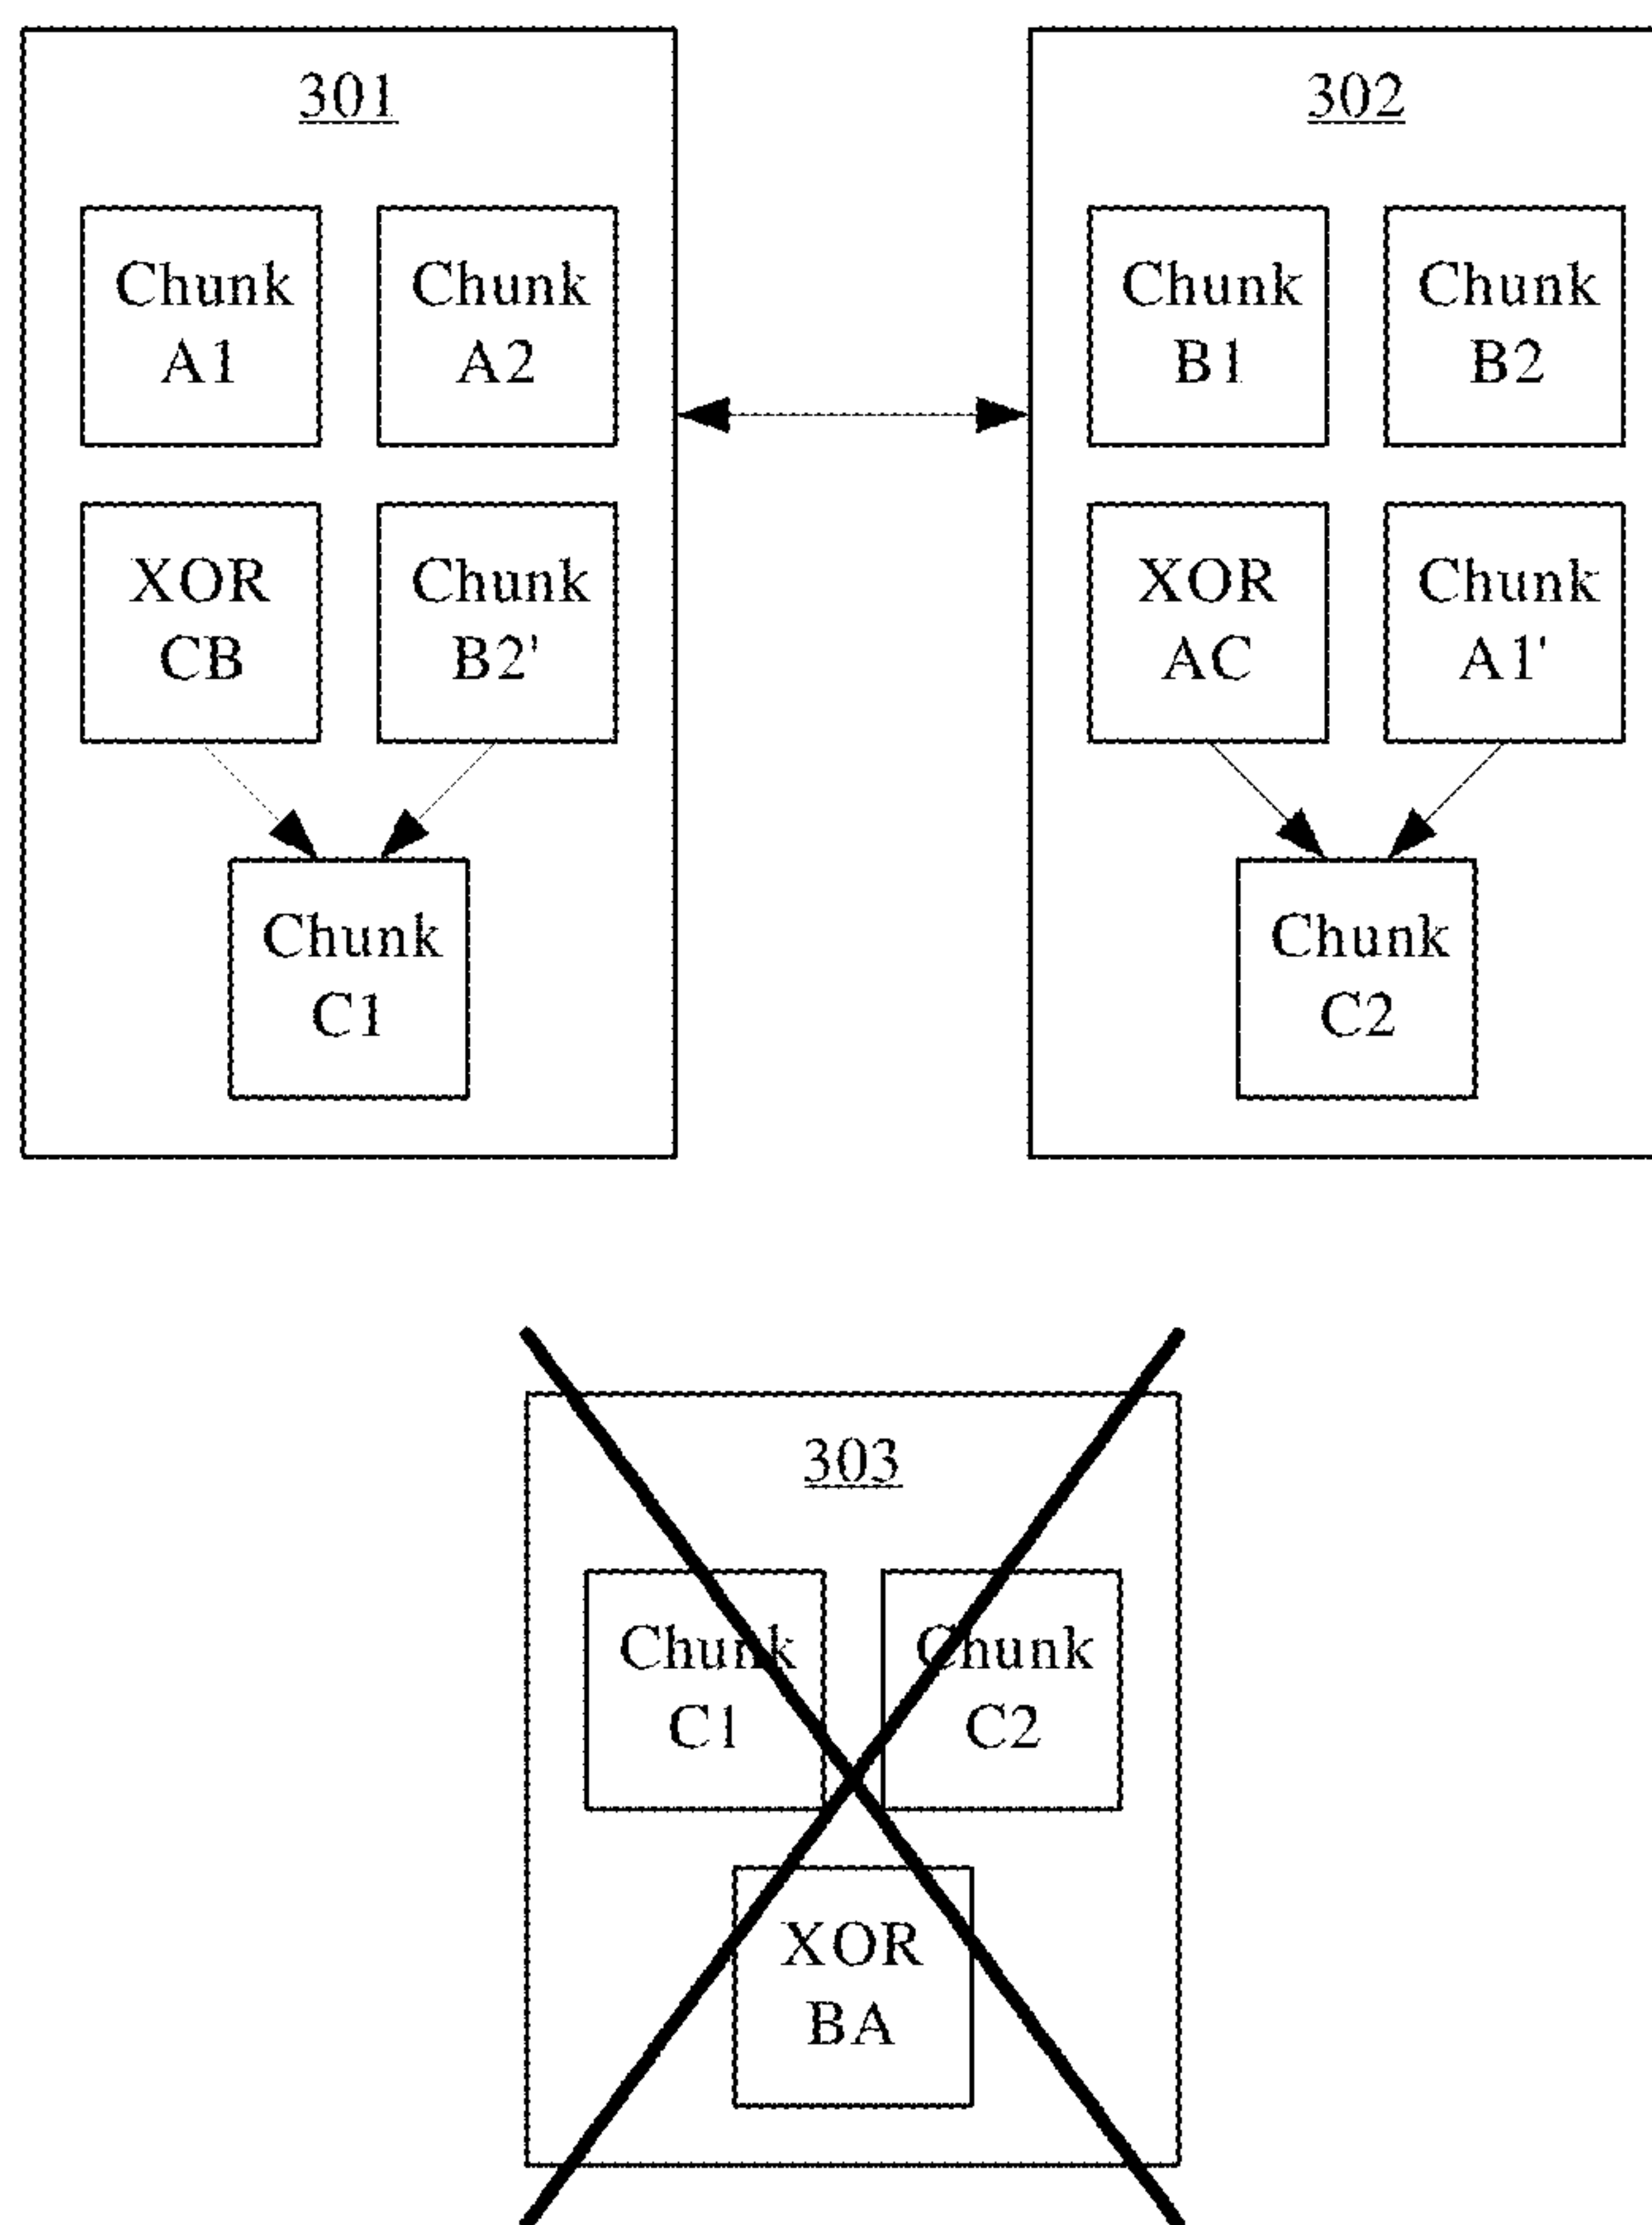 301
Chunk
A1
Chunk
A2
XOR
CB
Chunk
B2'
Chunk
C1
302
Chunk
B1
Chunk
B2
XOR
AC
Chunk
A1'
Chunk
C2
303
Chunk
C1
Chunk
C2
XOR
BA